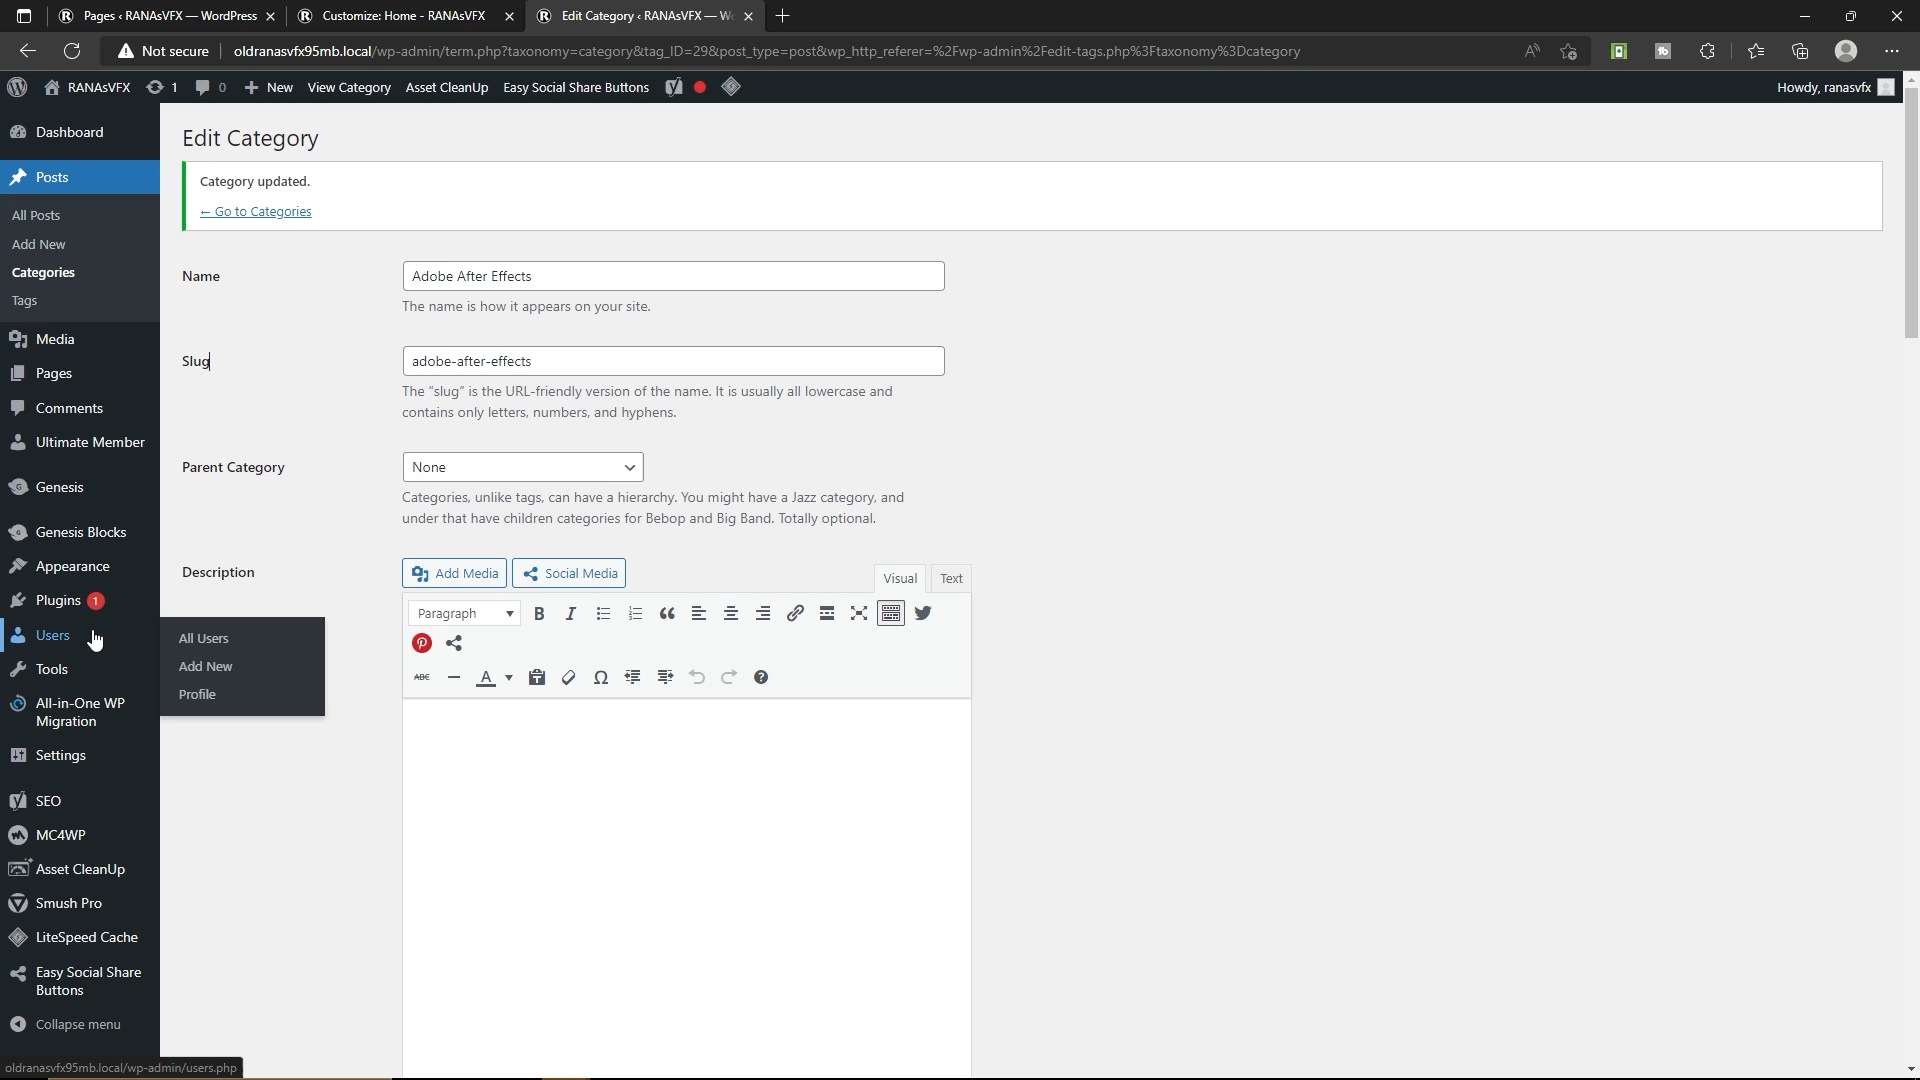 Pages ‹ RANAsVFX — WordPress
Customize: Home - RANAsVFX
Edit Category ‹ RANAsVFX — W
Not secure
oldranasvfx95mb.local/wp-admin/term.php?taxonomy=category&tag_ID=29&post_type=post&wp_http_referer=%2Fwp-admin%2Fedit-tags.php%3Ftaxonomy%3Dcategory
RANAsVFX
1
0
New
View Category
Asset CleanUp
Easy Social Share Buttons
Howdy, ranasvfx
Dashboard
Posts
All Posts
Add New
Categories
Tags
Media
Pages
Comments
Ultimate Member
Genesis
Genesis Blocks
Appearance
Plugins 1
Users
All Users
Add New
Profile
Tools
All-in-One WP
Migration
Settings
SEO
MC4WP
Asset CleanUp
Smush Pro
LiteSpeed Cache
Easy Social Share
Buttons
Collapse menu
Edit Category
Category updated.
← Go to Categories
Name
Adobe After Effects
The name is how it appears on your site.
Slug
adobe-after-effects
The “slug” is the URL-friendly version of the name. It is usually all lowercase and
contains only letters, numbers, and hyphens.
Parent Category
None
Categories, unlike tags, can have a hierarchy. You might have a Jazz category, and
under that have children categories for Bebop and Big Band. Totally optional.
Description
Add Media
Social Media
Visual
Text
Paragraph
B
I
ABC
A
Ω
oldranasvfx95mb.local/wp-admin/users.php